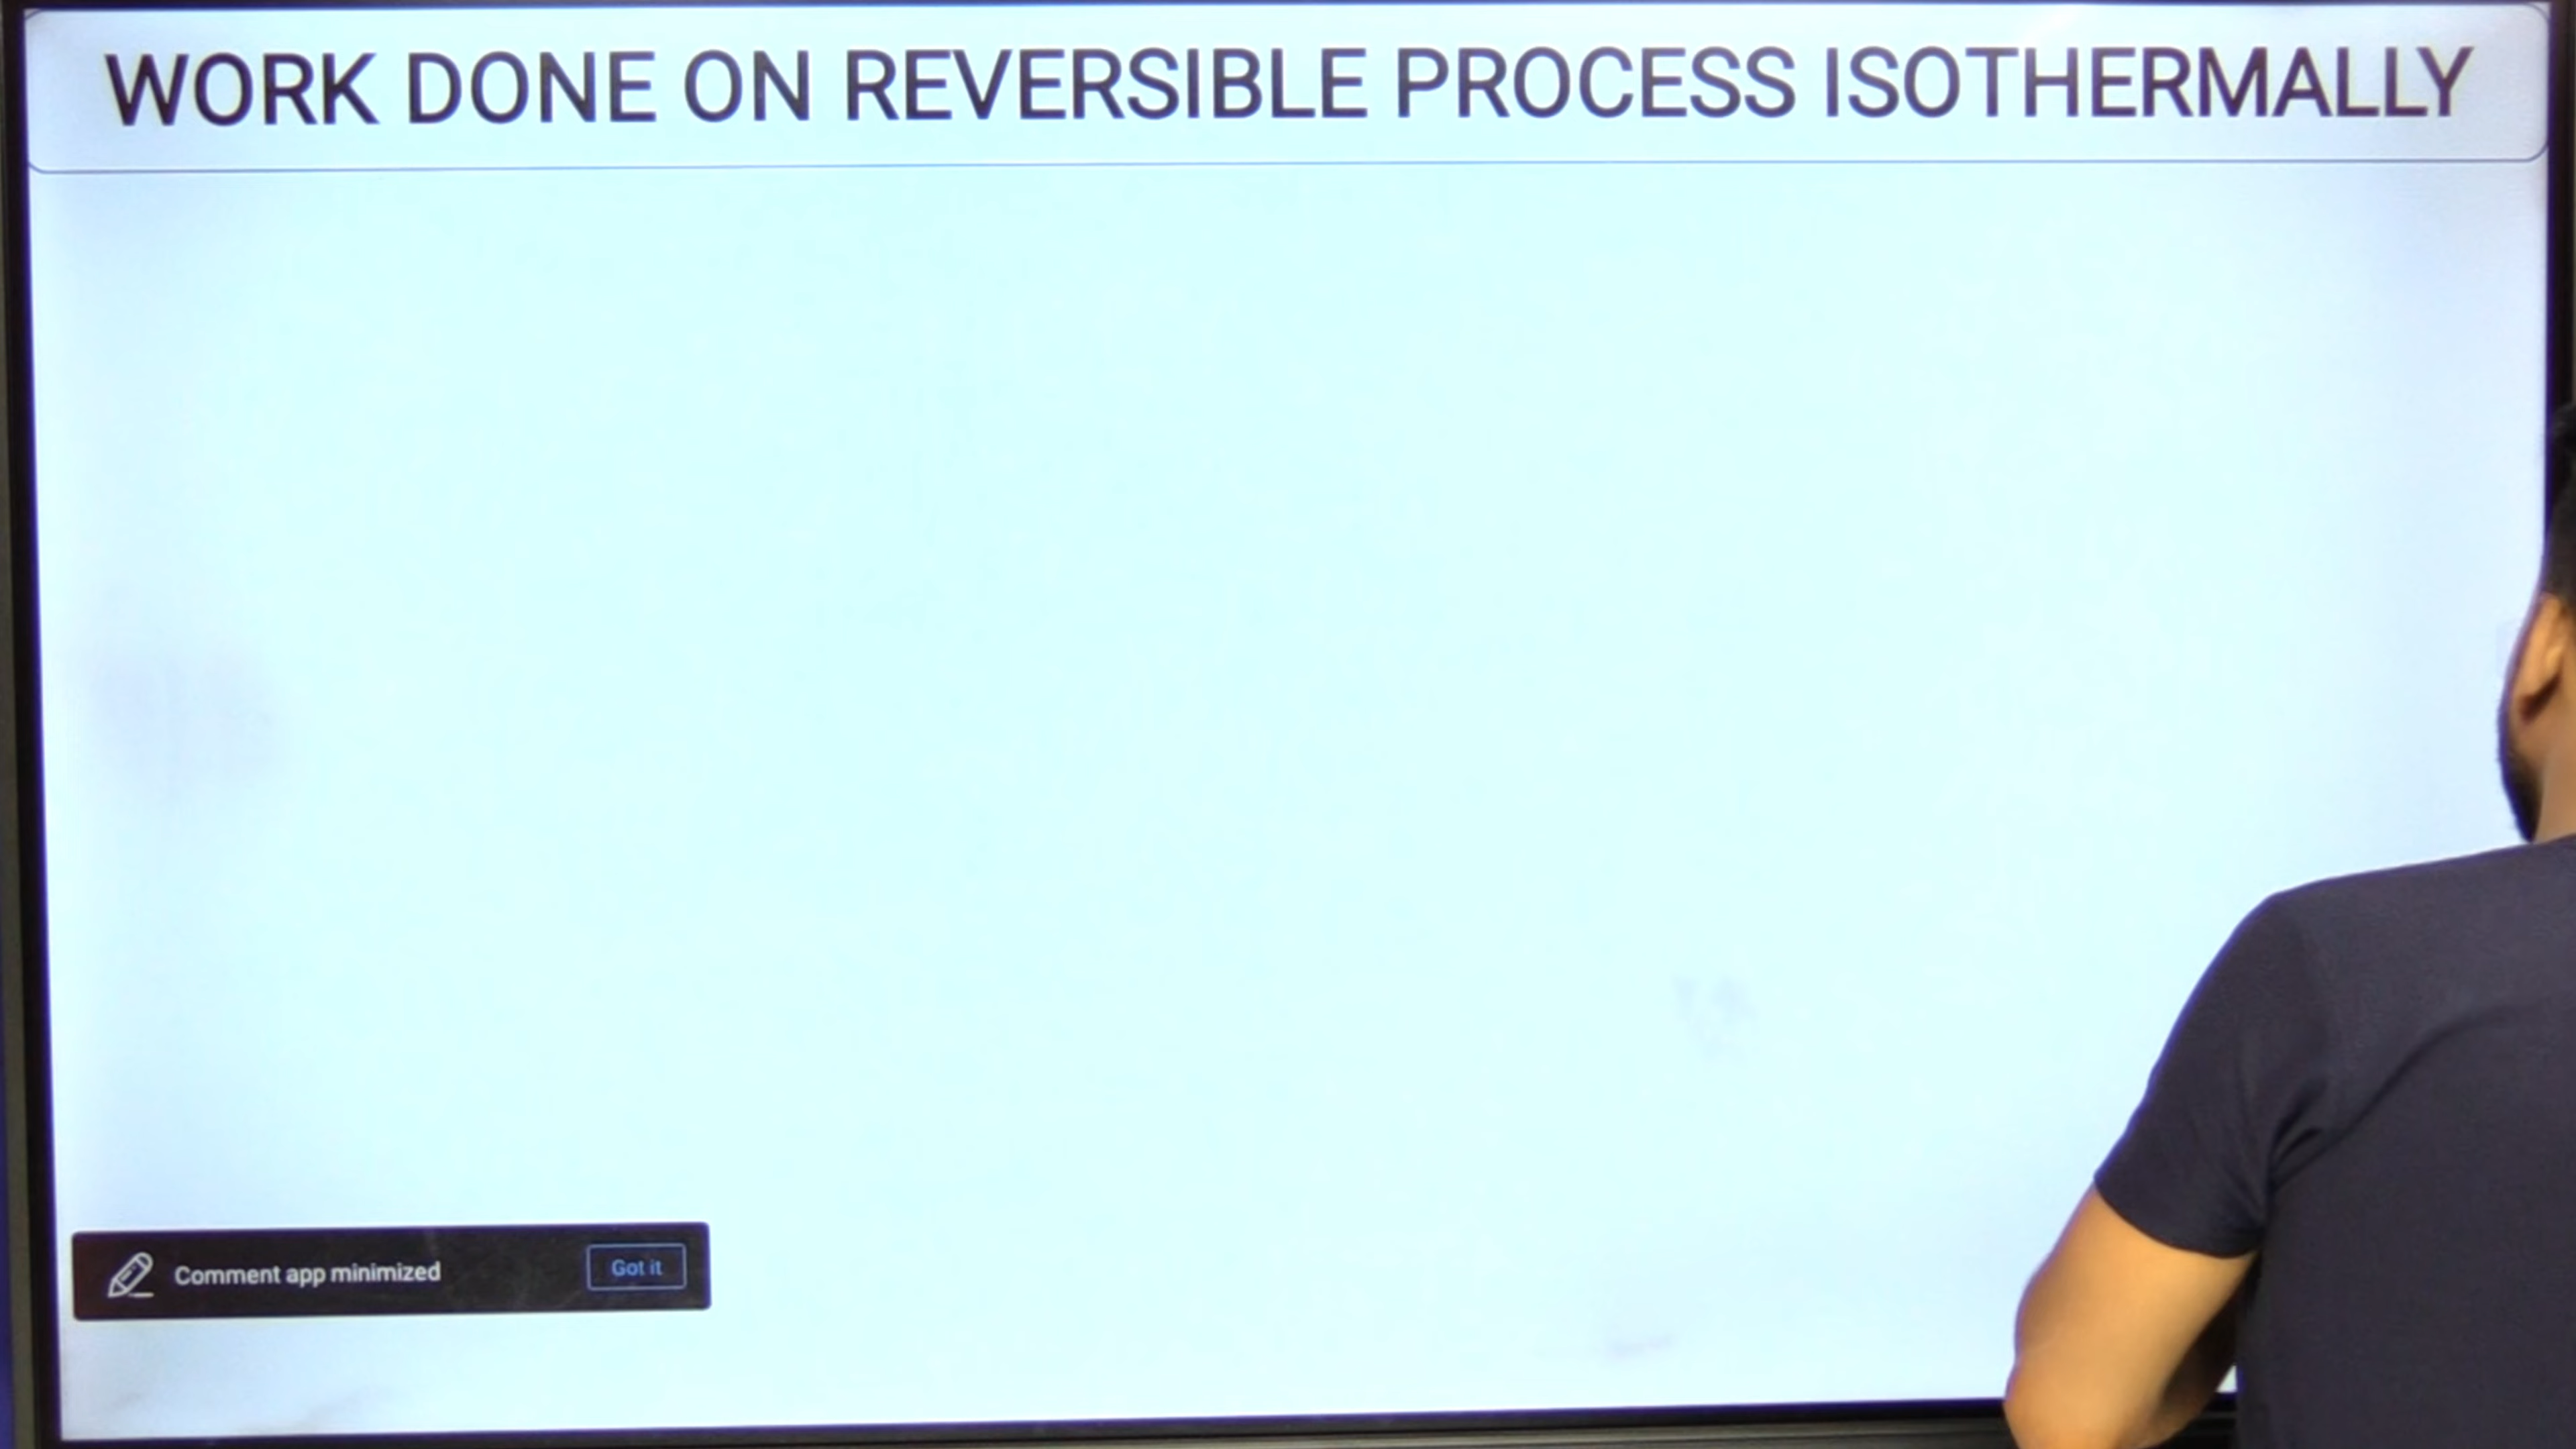 WORK DONE ON REVERSIBLE PROCESS ISOTHERMALLY
Comment app minimized
Got it